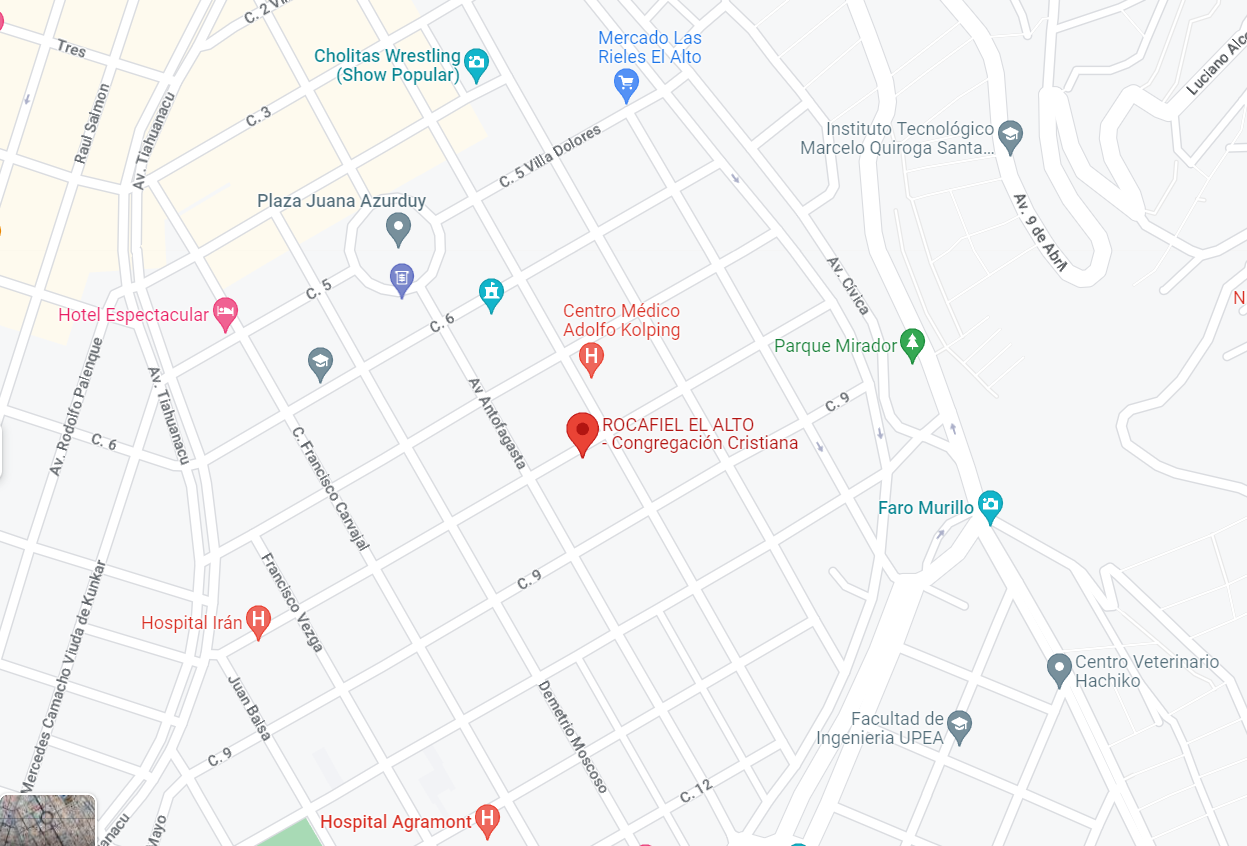 C. 2 Vil
Tres
Cholitas Wrestling
(Show Popular)
Mercado Las
Rieles El Alto
Luciano Alco
Raul Salmon
Av. Tiahuanacu
C. 3
C. 5 Villa Dolores
Instituto Tecnológico
Marcelo Quiroga Santa...
Plaza Juana Azurduy
Av. 9 de Abril
Av. Cívica
C. 5
Hotel Espectacular
C. 6
Centro Médico
Adolfo Kolping
N
Parque Mirador
Av. Rodolfo Palenque
Av. Tiahuanacu
Av Antofagasta
C. 9
ROCAFIEL EL ALTO
- Congregación Cristiana
C. 6
C. Francisco Carvajal
Faro Murillo
C. 9
Francisco Vezga
Mercedes Camacho Viuda de Kunkar
Hospital Irán
Centro Veterinario
Hachiko
Juan Balsa
Demetrio Moscoso
Facultad de
Ingenieria UPEA
C. 9
C. 12
Hospital Agramont
anacu
Mayo